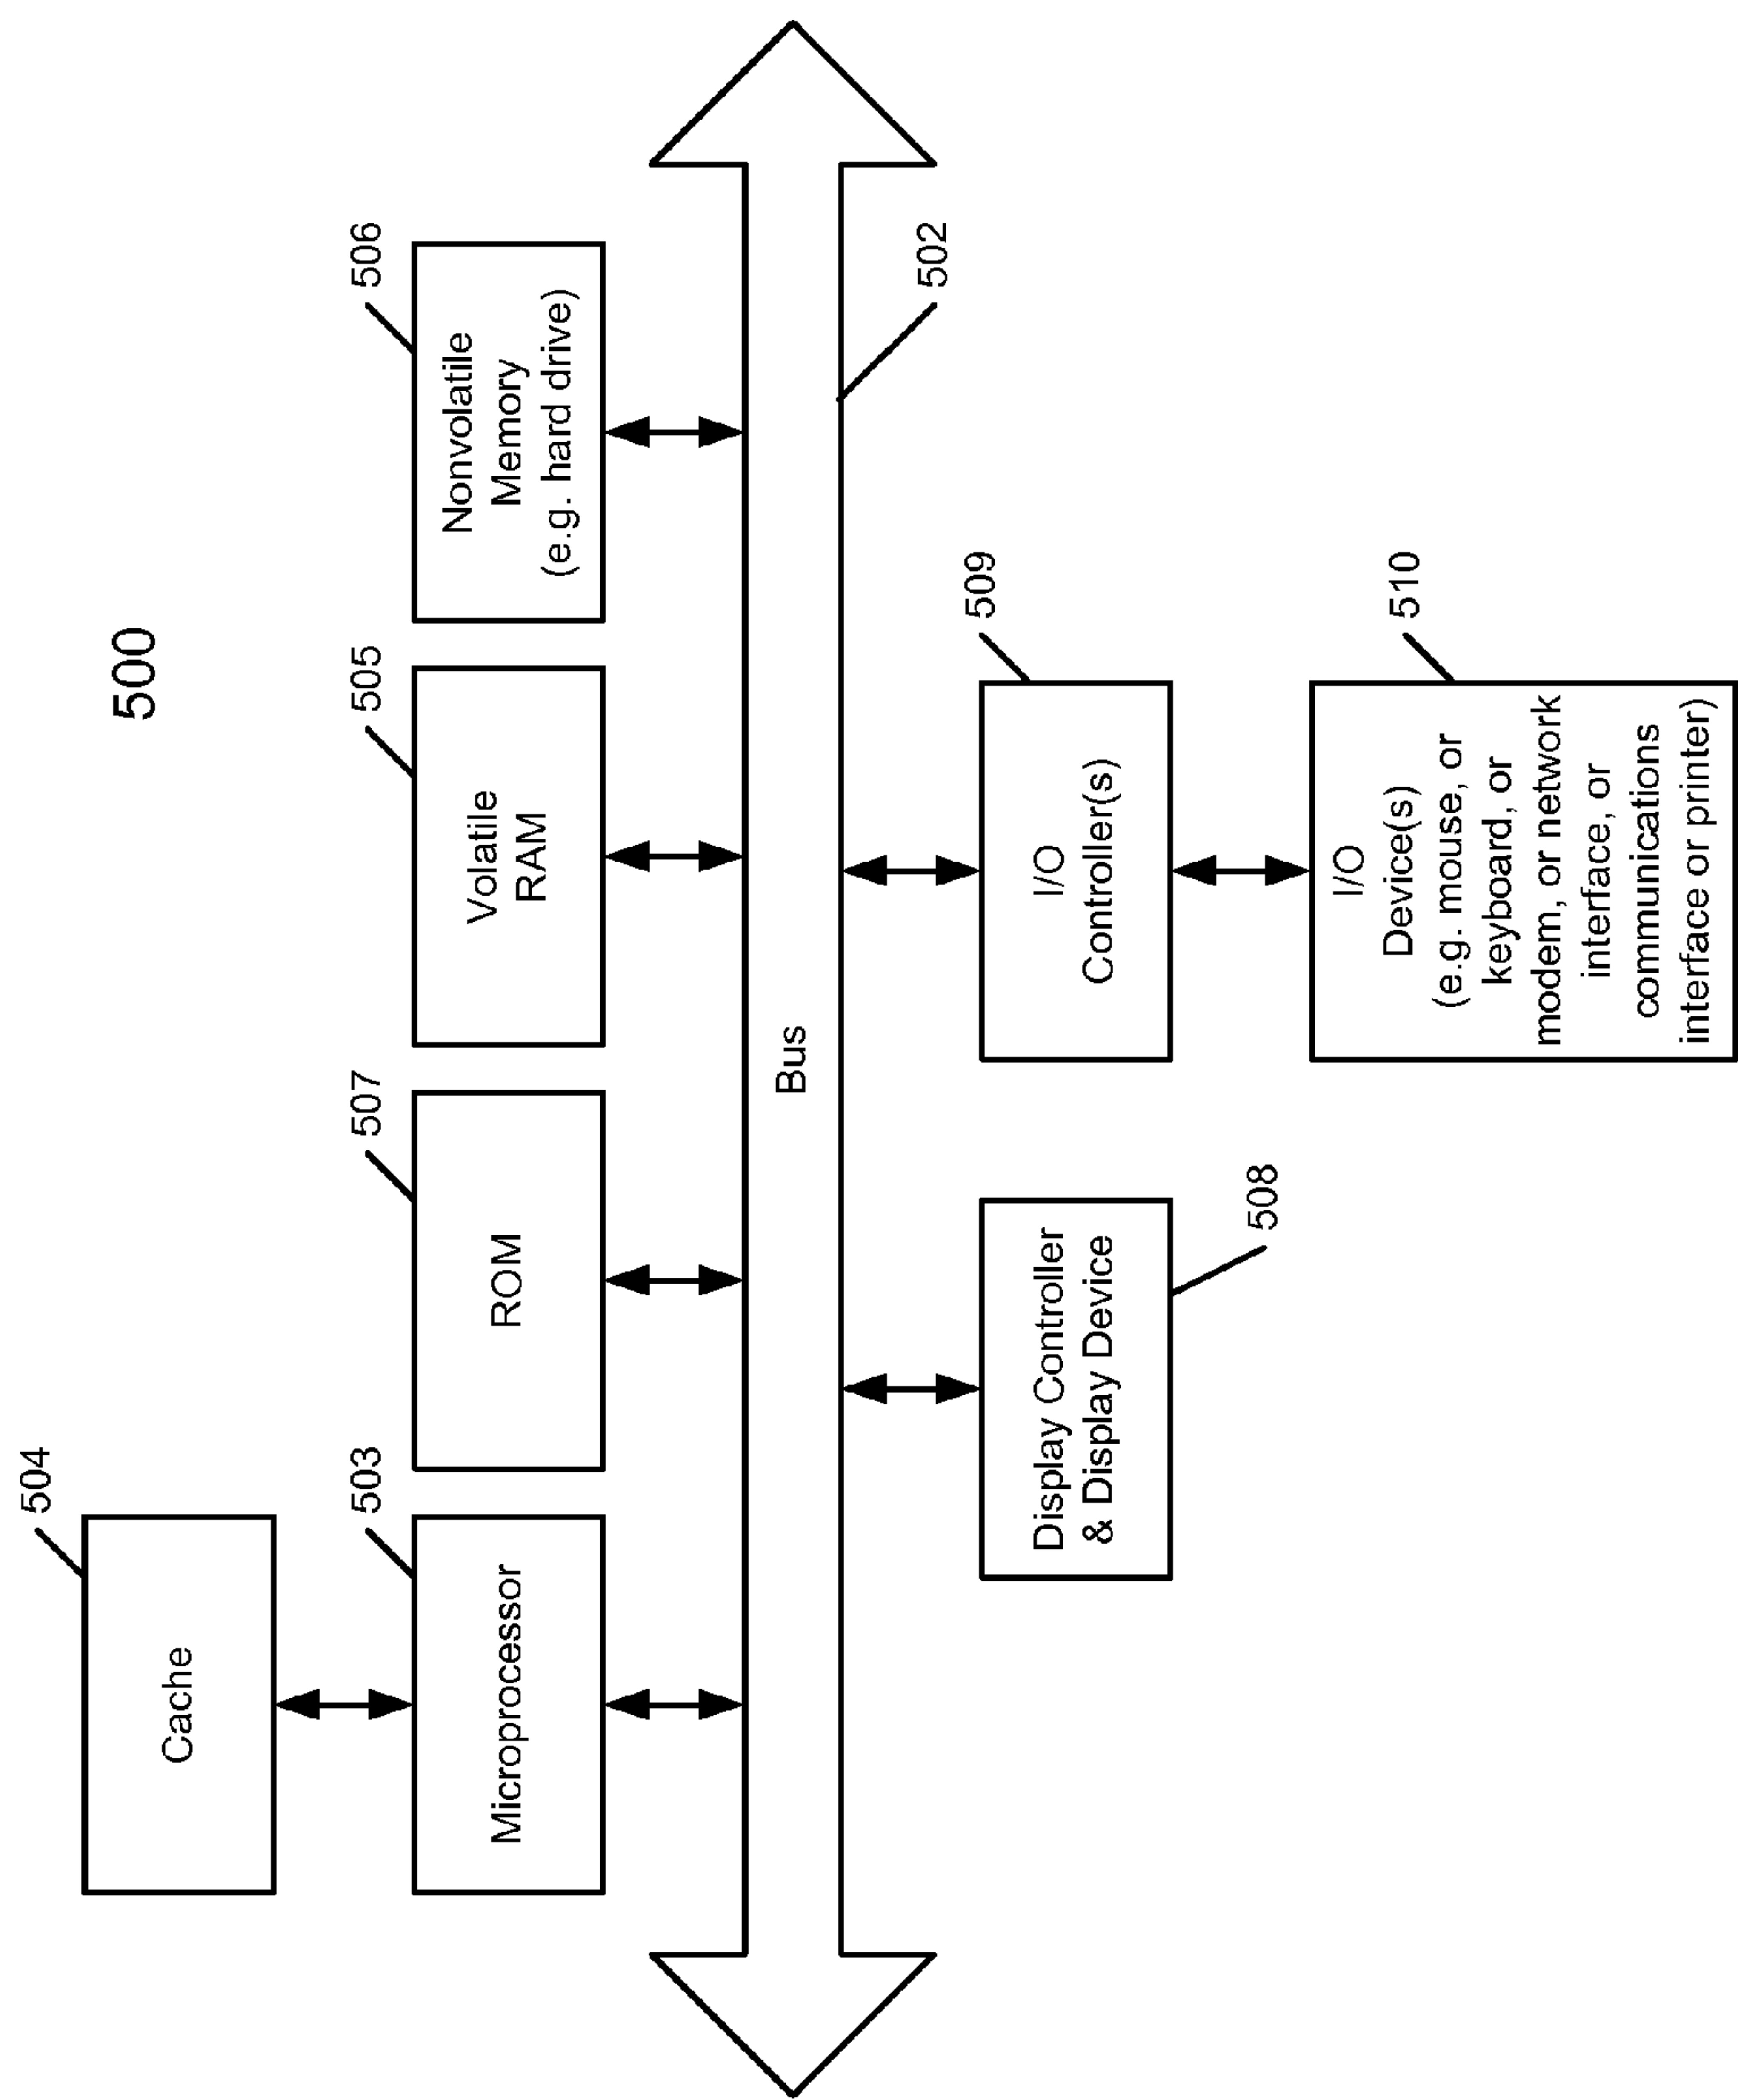 500
504
Cache
503
Microprocessor
507
ROM
505
Volatile
RAM
506
Nonvolatile
Memory
(e.g. hard drive)
Bus
502
508
Display Controller
& Display Device
509
I/O
Controller(s)
510
I/O
Device(s)
(e.g. mouse, or
keyboard, or
modem, or network
interface, or
communications
interface or printer)